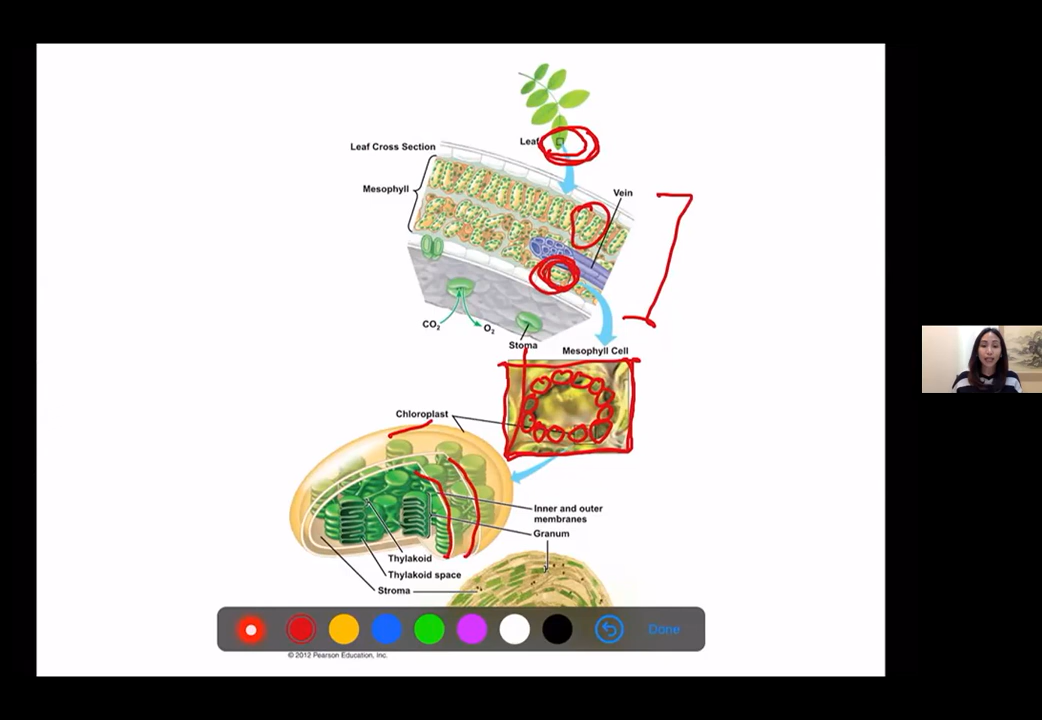 Leaf
Leaf Cross Section
Mesophyll
Vein
CO2
O2
Stoma
Mesophyll Cell
Chloroplast
Inner and outer
membranes
Granum
Thylakoid
Thylakoid space
Stroma
Done
© 2012 Pearson Education, Inc.